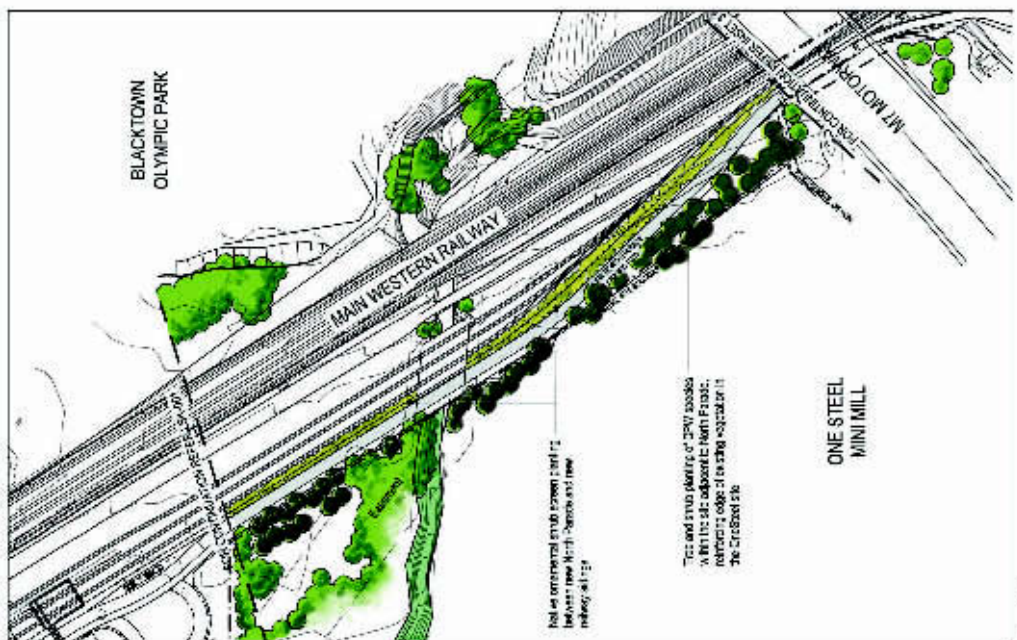 BLACKTOWN
OLYMPIC PARK
M7 MOTORWAY
MAIN WESTERN RAILWAY
Easement
Native ornamental shrub screen planting
between new North Parade and new
railway sidings
Tree and shrub planting of CPW species
within the site adjacent to North Parade,
reinforcing edge of existing vegetation in
the OneSteel site
ONE STEEL
MINI MILL